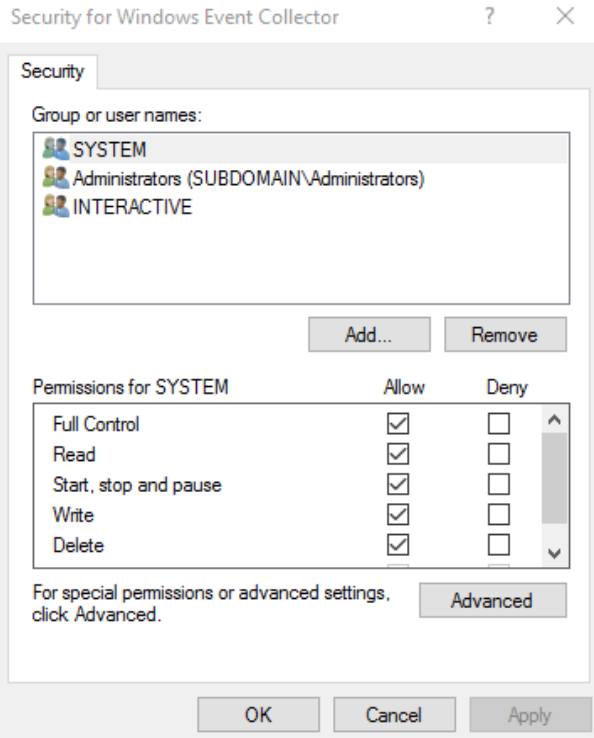 Security for Windows Event Collector ? ×
Security
Group or user names:
SYSTEM
Administrators (SUBDOMAIN\Administrators)
INTERACTIVE
Add... Remove
Permissions for SYSTEM Allow Deny
Full Control
Read
Start, stop and pause
Write
Delete
For special permissions or advanced settings,
click Advanced.
Advanced
OK Cancel Apply